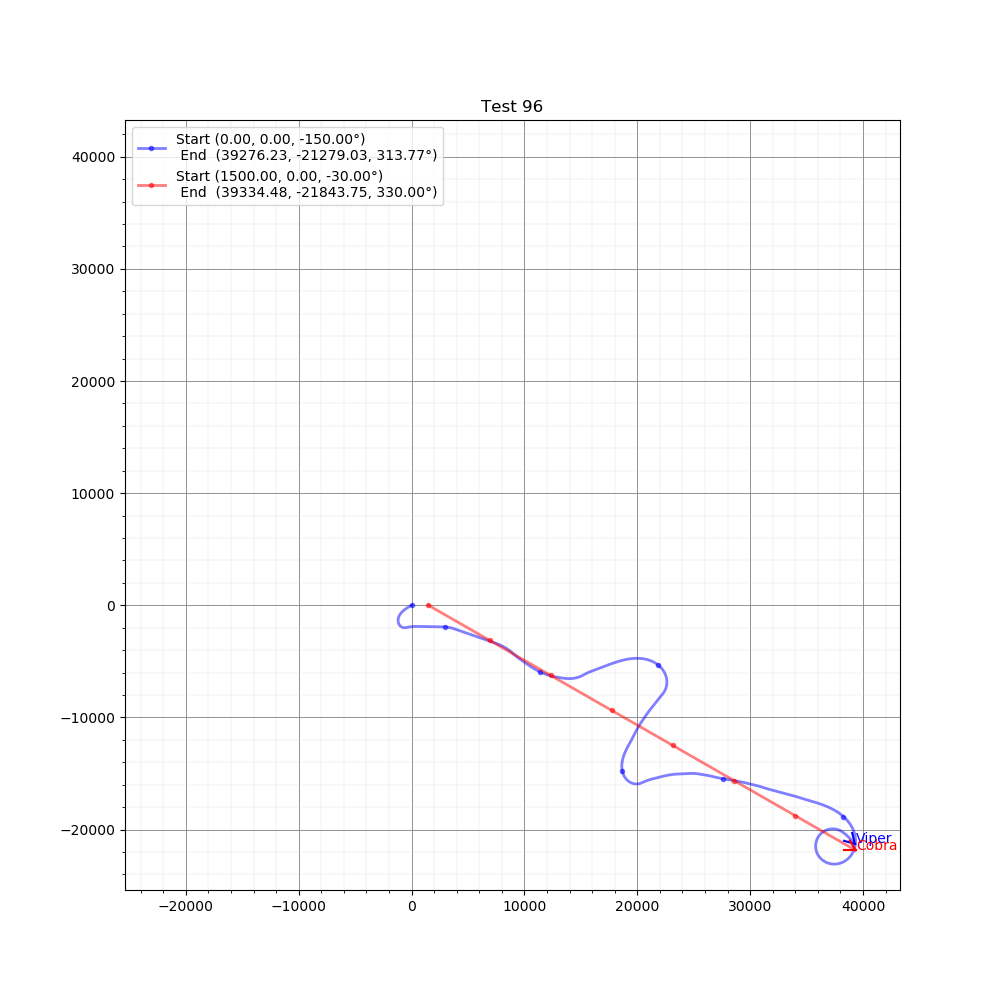 Test 96
Start (0.00, 0.00, -150.00°)
End  (39276.23, -21279.03, 313.77°)
Start (1500.00, 0.00, -30.00°)
End  (39334.48, -21843.75, 330.00°)
40000
30000
20000
10000
0
−10000
−20000
Viper
Cobra
−20000 −10000 0 10000 20000 30000 40000